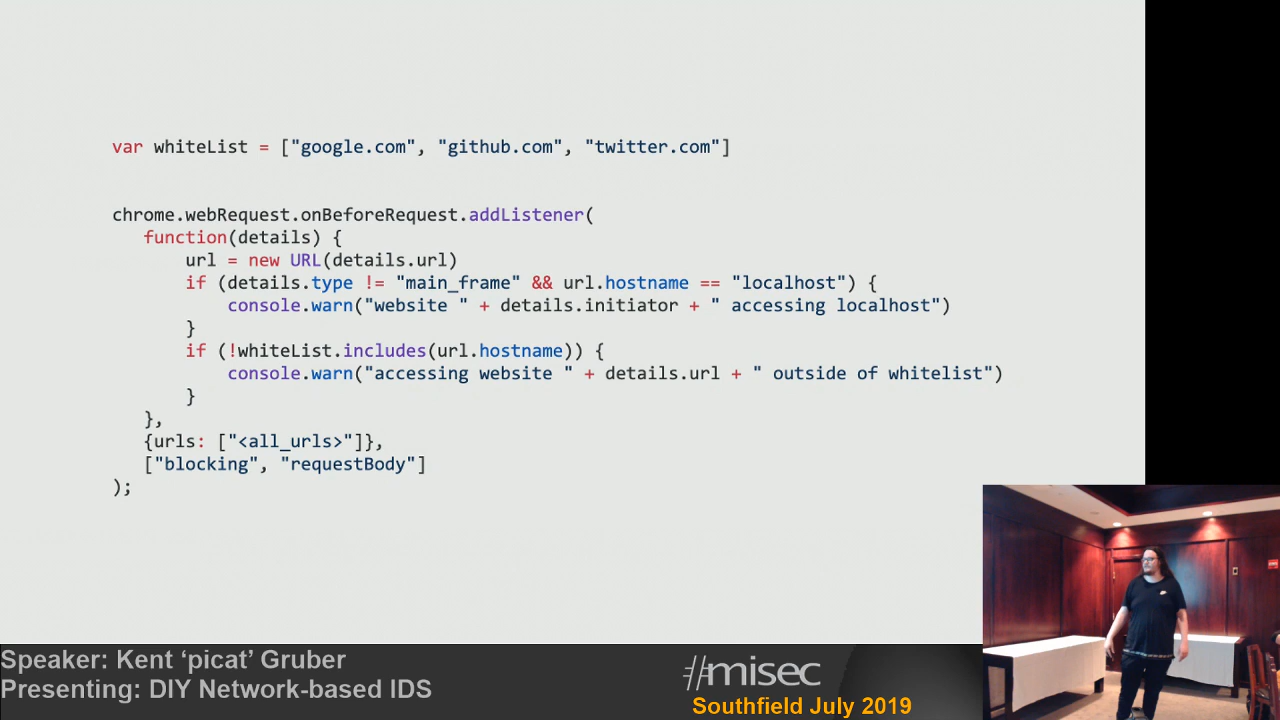 var whiteList = ["google.com", "github.com", "twitter.com"]
chrome.webRequest.onBeforeRequest.addListener(
function(details) {
url = new URL(details.url)
if (details.type != "main_frame" && url.hostname == "localhost") {
console.warn("website " + details.initiator + " accessing localhost")
}
if (!whiteList.includes(url.hostname)) {
console.warn("accessing website " + details.url + " outside of whitelist")
}
},
{urls: ["<all_urls>"]},
["blocking", "requestBody"]
);
Speaker: Kent ‘picat’ Gruber
Presenting: DIY Network-based IDS
#misec
Southfield July 2019